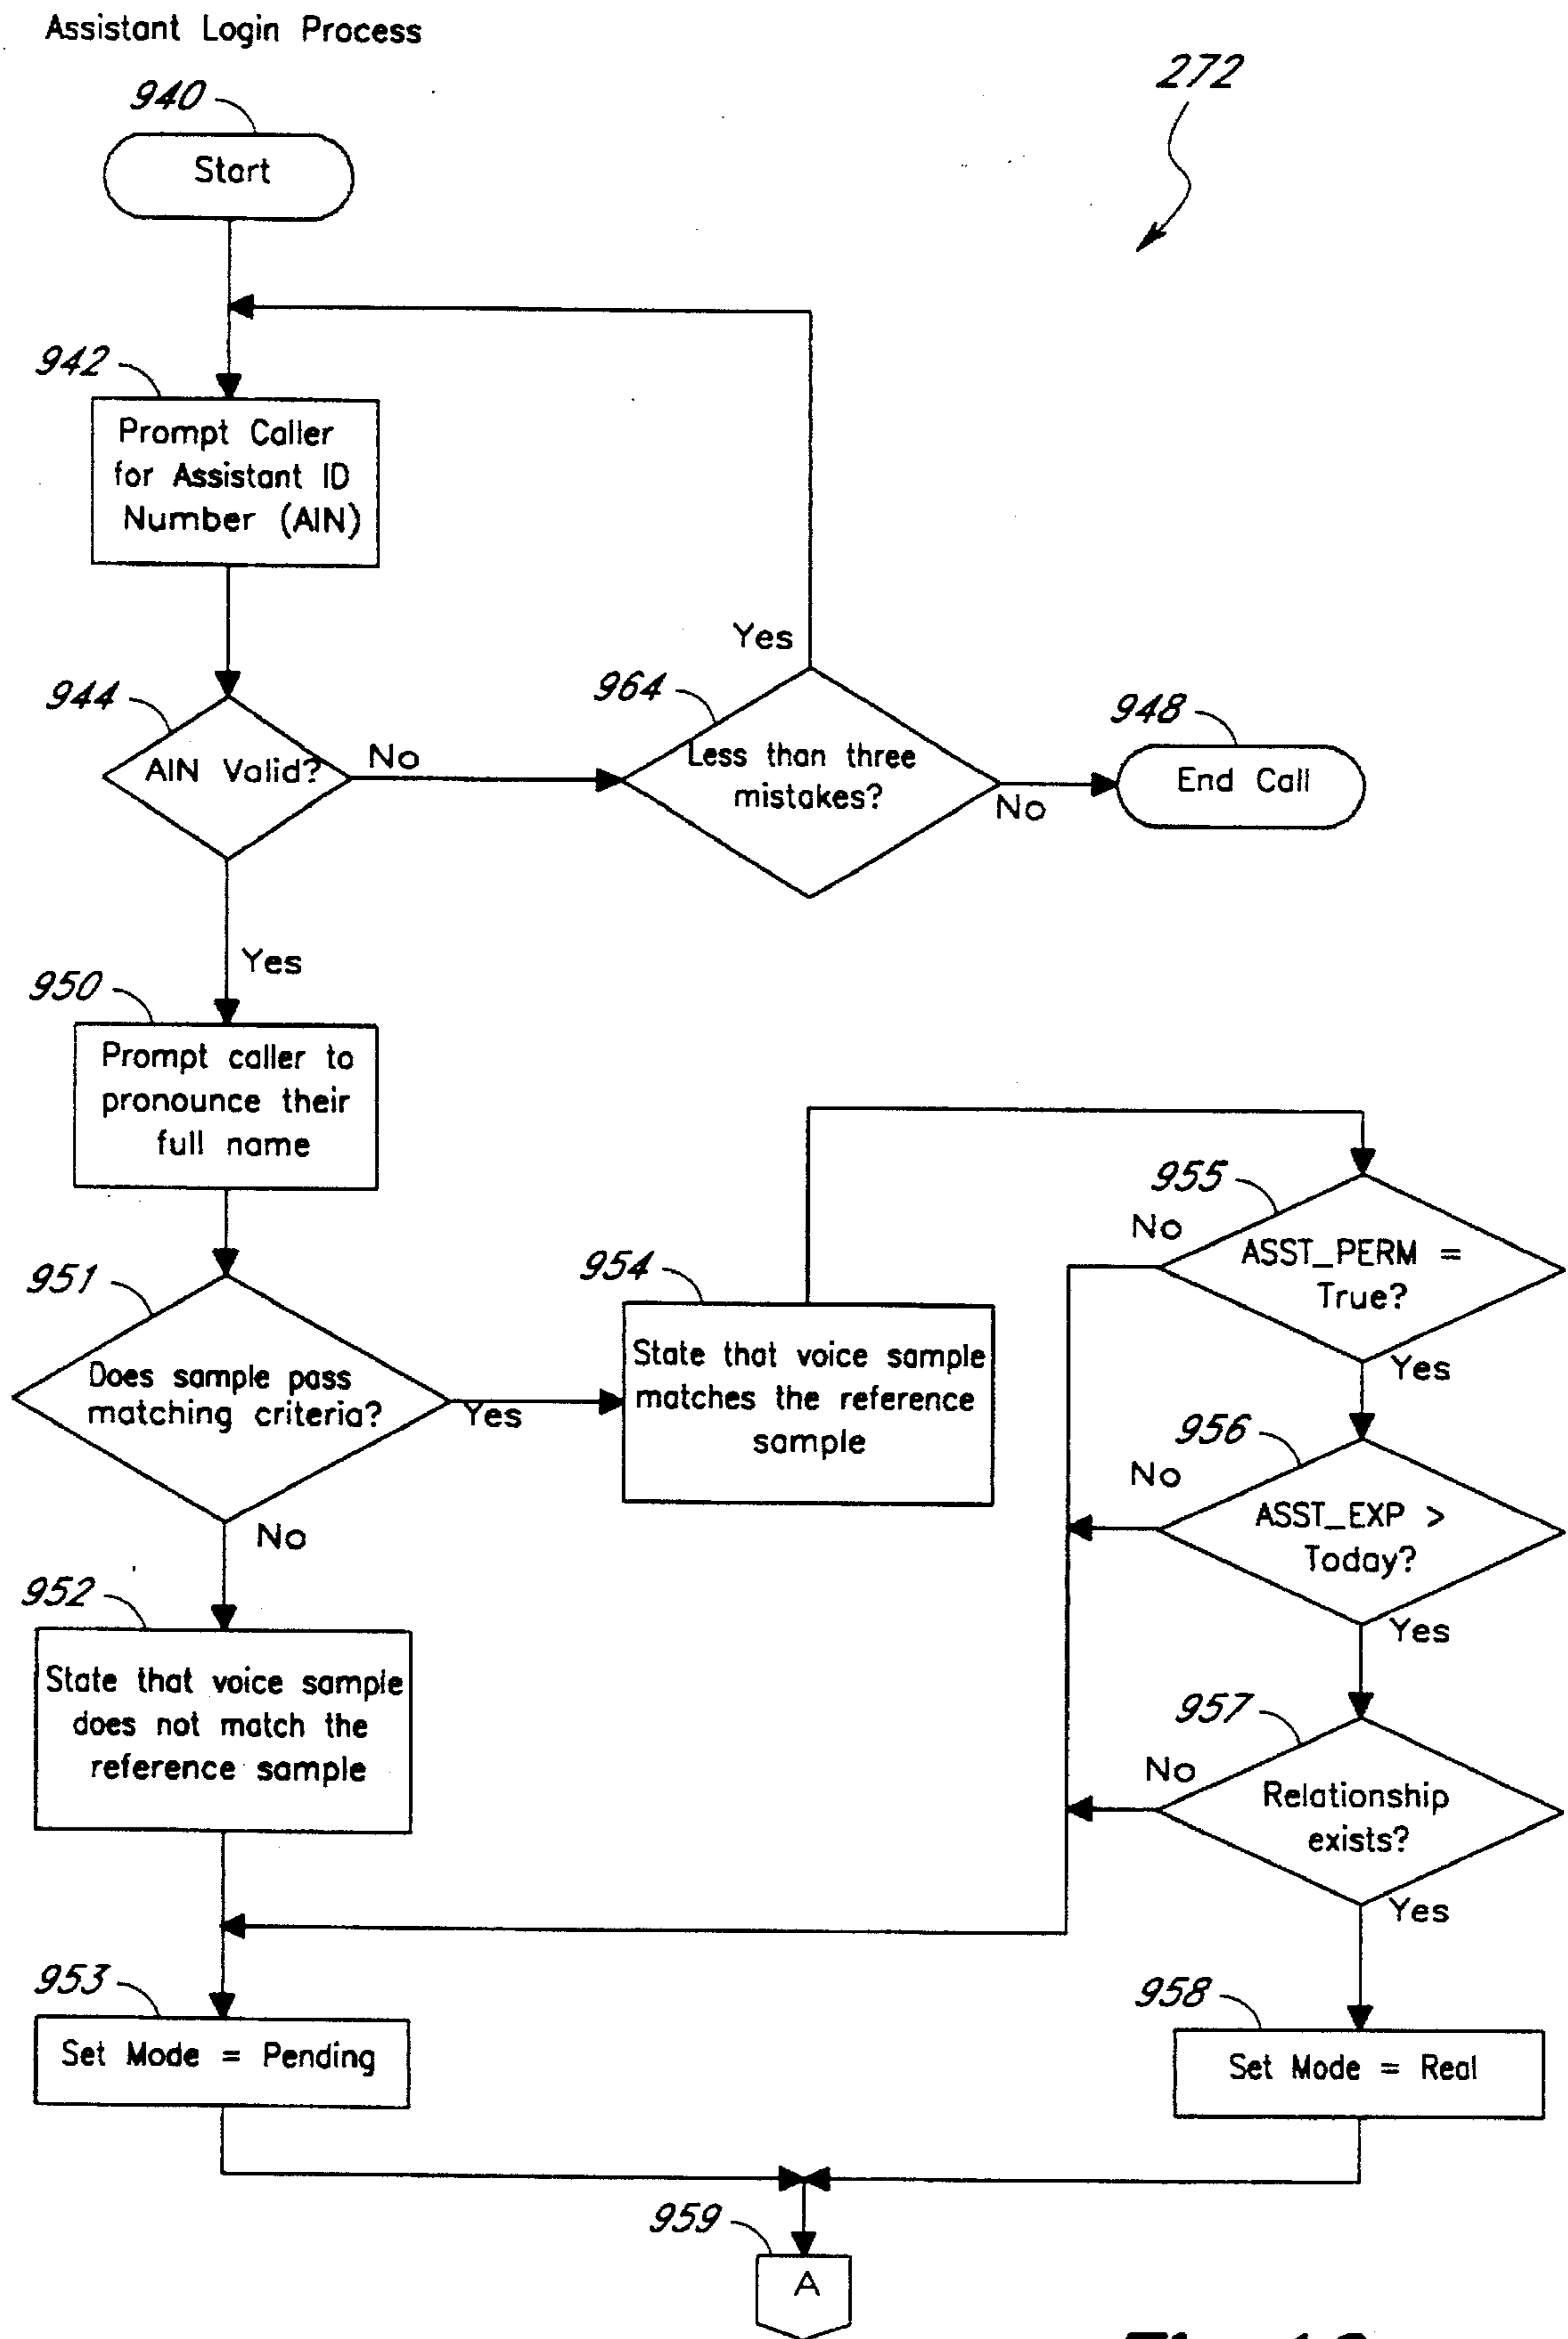 Assistant Login Process
272
940
Start
942
Prompt Caller
for Assistant ID
Number (AIN)
Yes
944
AIN Valid?
No
964
Less than three
mistakes?
No
948
End Call
Yes
950
Prompt caller to
pronounce their
full name
951
Does sample pass
matching criteria?
Yes
954
State that voice sample
matches the reference
sample
955
No
ASST_PERM =
True?
Yes
956
No
ASST_EXP >
Today?
Yes
957
No
Relationship
exists?
Yes
No
952
State that voice sample
does not match the
reference sample
953
Set Mode = Pending
958
Set Mode = Real
959
A